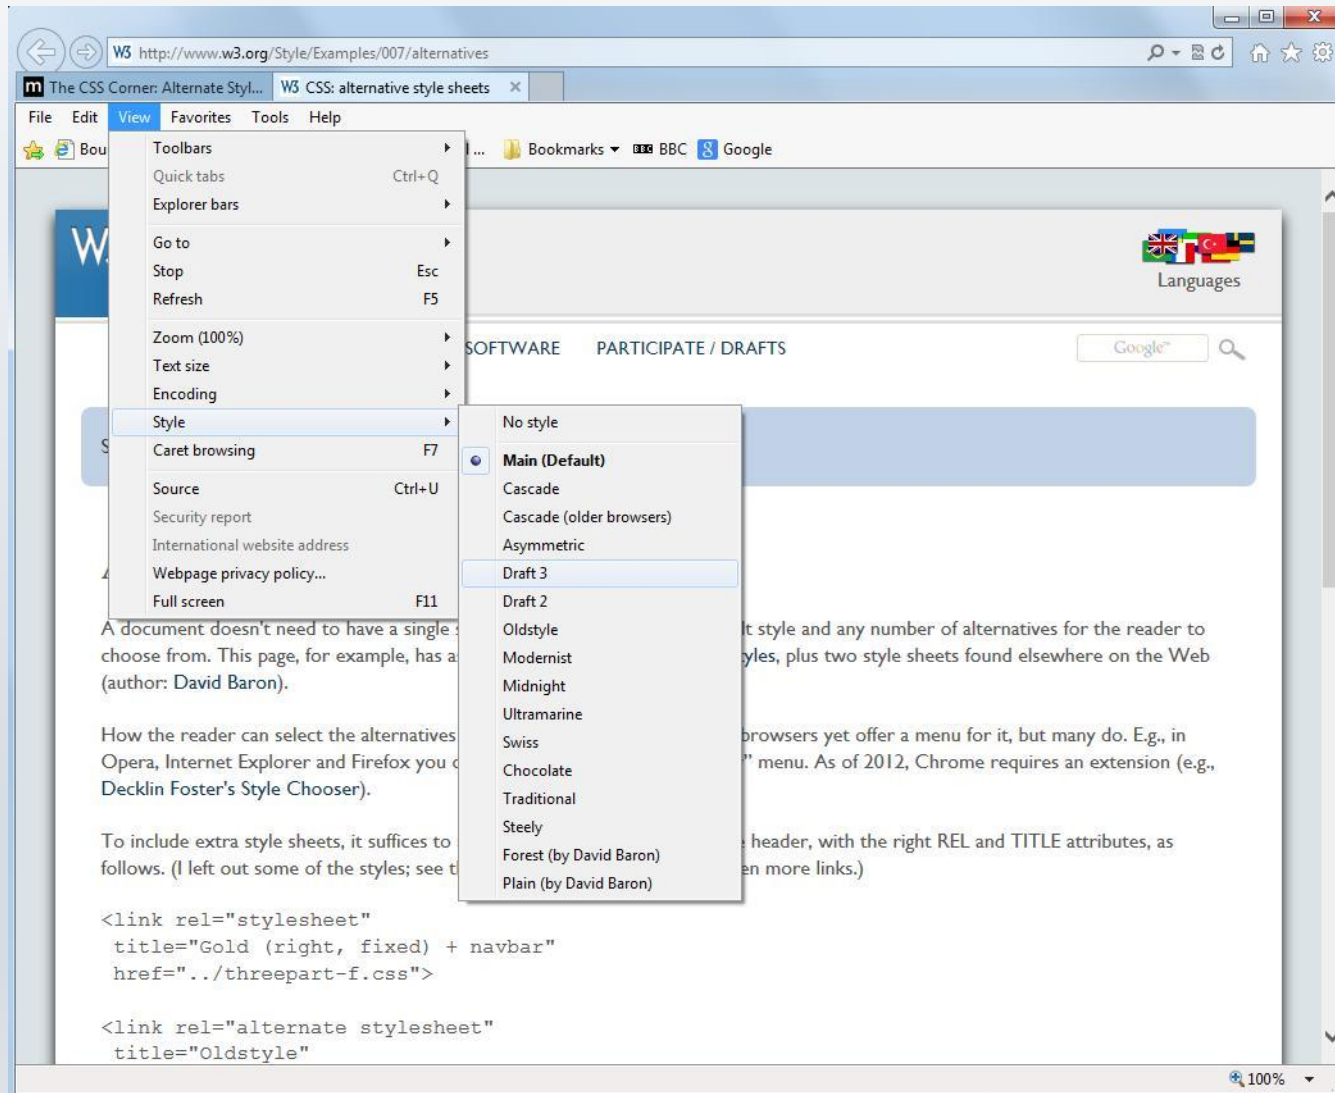 W3 http://www.w3.org/Style/Examples/007/alternatives
m The CSS Corner: Alternate Styl... W3 CSS: alternative style sheets
File Edit View Favorites Tools Help
Bou l ... Bookmarks BBC BBC Google
Toolbars
Quick tabs Ctrl+Q
Explorer bars
Go to
Stop Esc
Refresh F5
Zoom (100%)
Text size
Encoding
Style
Caret browsing F7
Source Ctrl+U
Security report
International website address
Webpage privacy policy...
Full screen F11
No style
Main (Default)
Cascade
Cascade (older browsers)
Asymmetric
Draft 3
Draft 2
Oldstyle
Modernist
Midnight
Ultramarine
Swiss
Chocolate
Traditional
Steely
Forest (by David Baron)
Plain (by David Baron)
W
Languages
SOFTWARE PARTICIPATE / DRAFTS Google™
S
A document doesn't need to have a single lt style and any number of alternatives for the reader to
choose from. This page, for example, has a yles, plus two style sheets found elsewhere on the Web
(author: David Baron).
How the reader can select the alternatives browsers yet offer a menu for it, but many do. E.g., in
Opera, Internet Explorer and Firefox you ” menu. As of 2012, Chrome requires an extension (e.g.,
Decklin Foster's Style Chooser).
To include extra style sheets, it suffices to header, with the right REL and TITLE attributes, as
follows. (I left out some of the styles; see t en more links.)
<link rel="stylesheet"
title="Gold (right, fixed) + navbar"
href="../threepart-f.css">
<link rel="alternate stylesheet"
title="Oldstyle"
100%